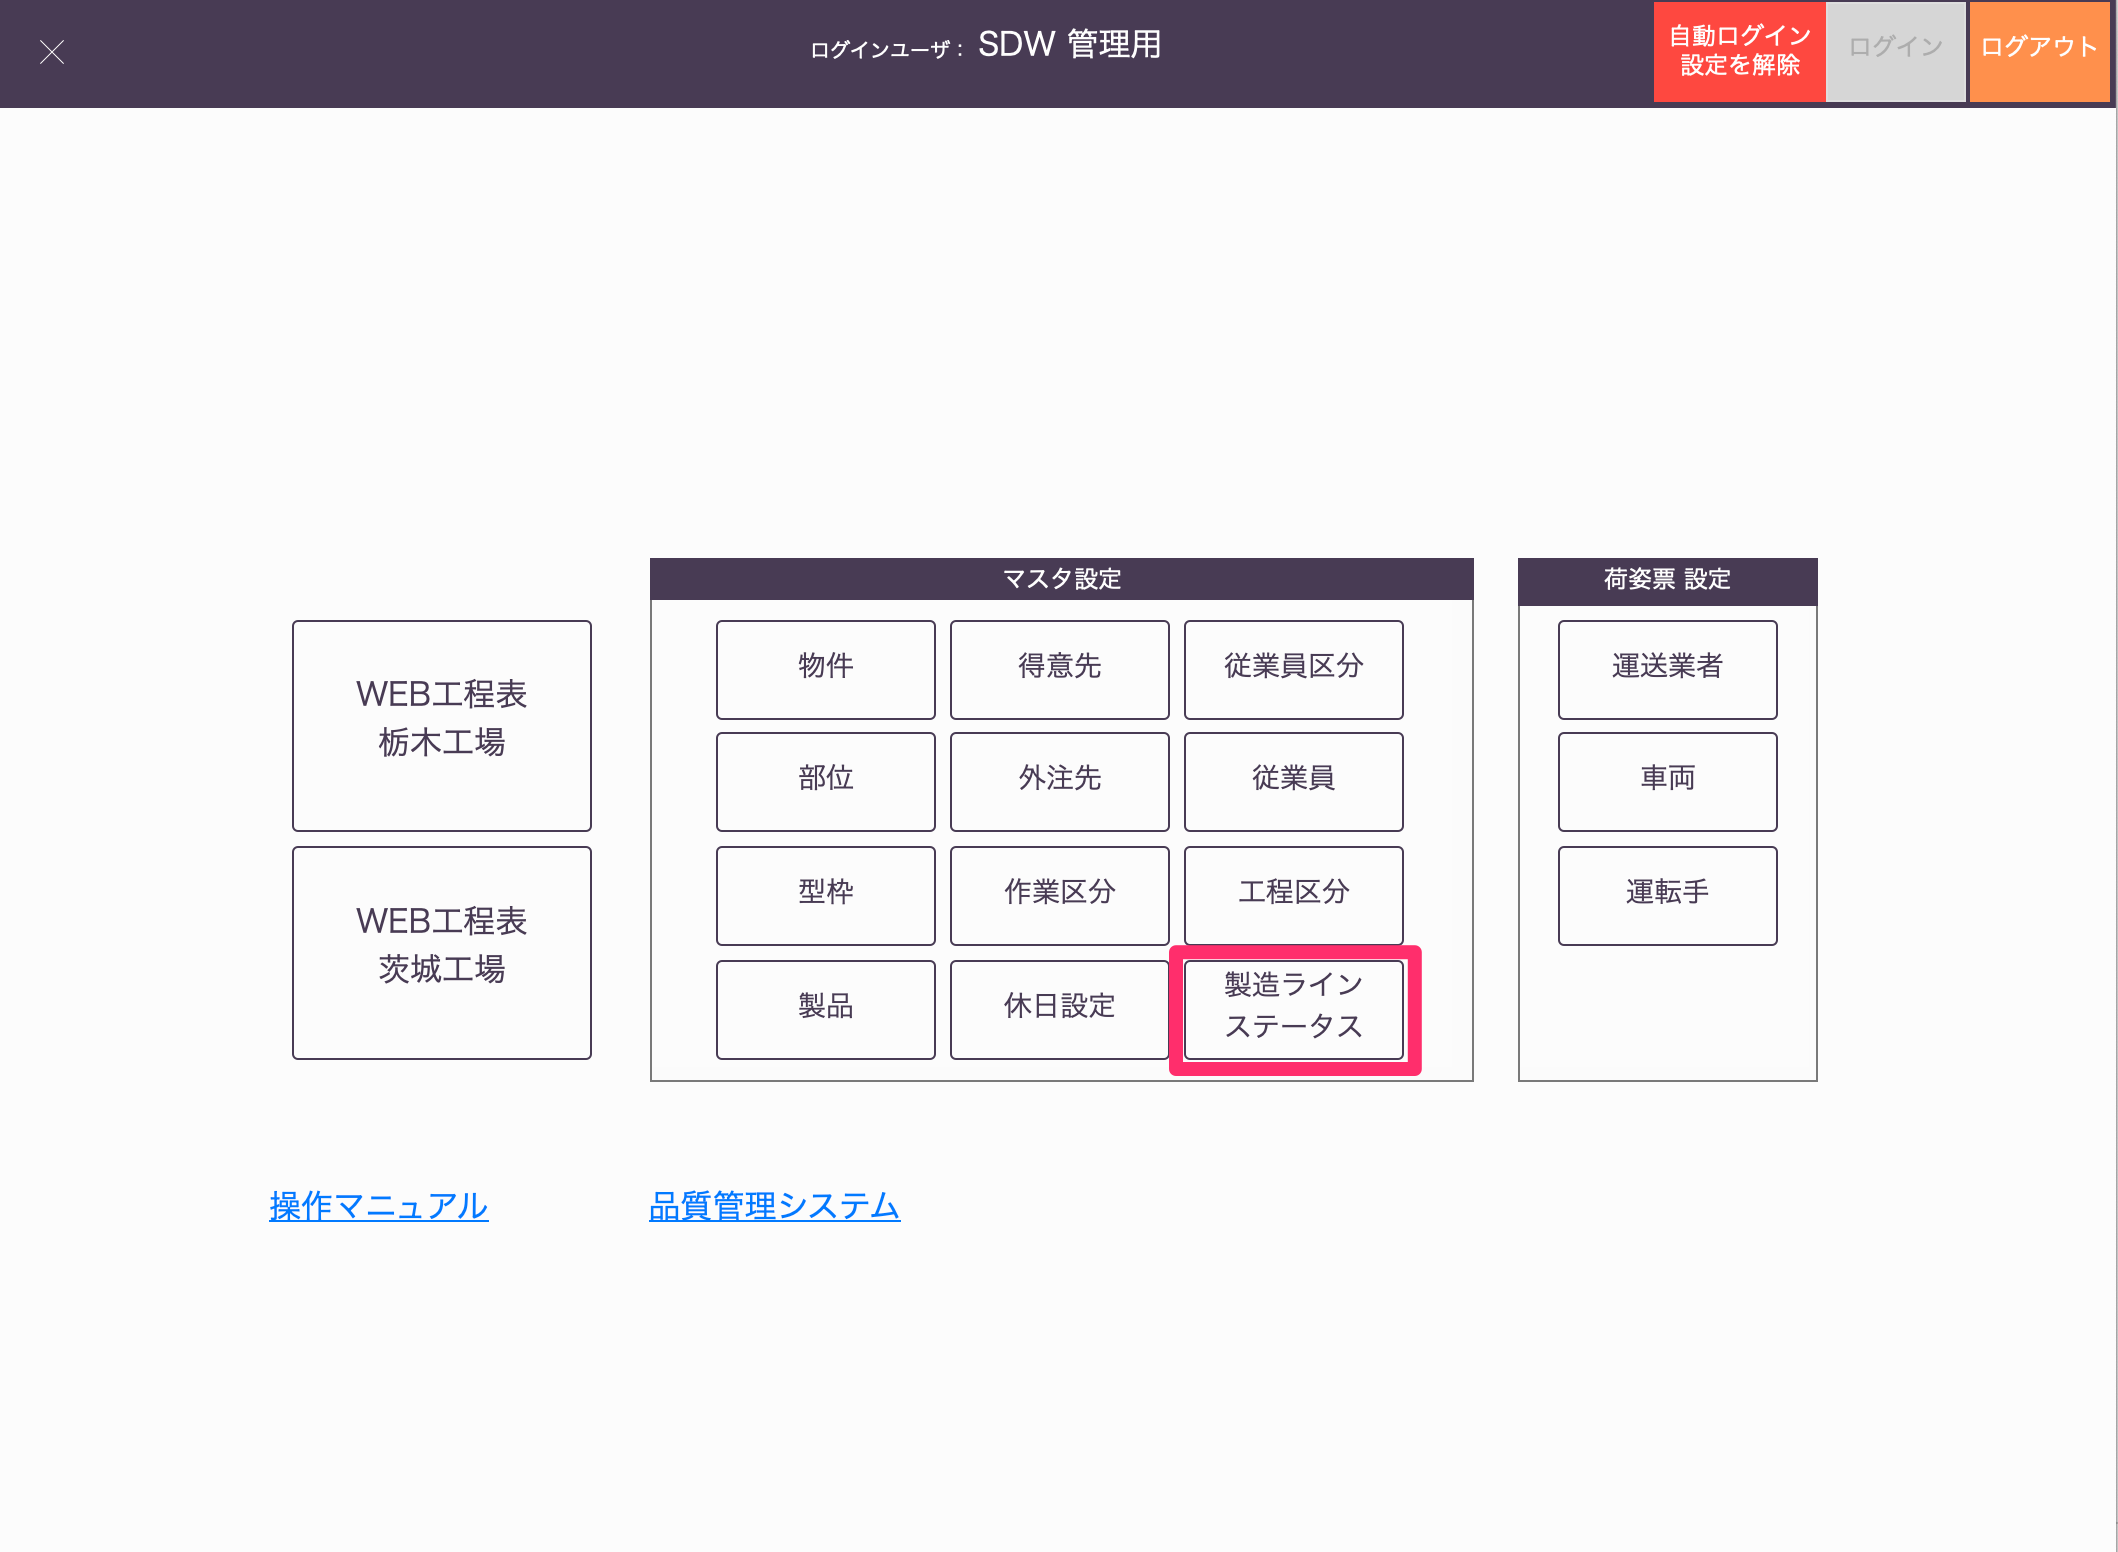 ログインユーザ： SDW 管理用
自動ログイン
設定を解除
ログイン
ログアウト
WEB工程表
栃木工場
WEB工程表
茨城工場
マスタ設定
物件
得意先
従業員区分
部位
外注先
従業員
型枠
作業区分
工程区分
製品
休日設定
製造ライン
ステータス
荷姿票 設定
運送業者
車両
運転手
操作マニュアル
品質管理システム